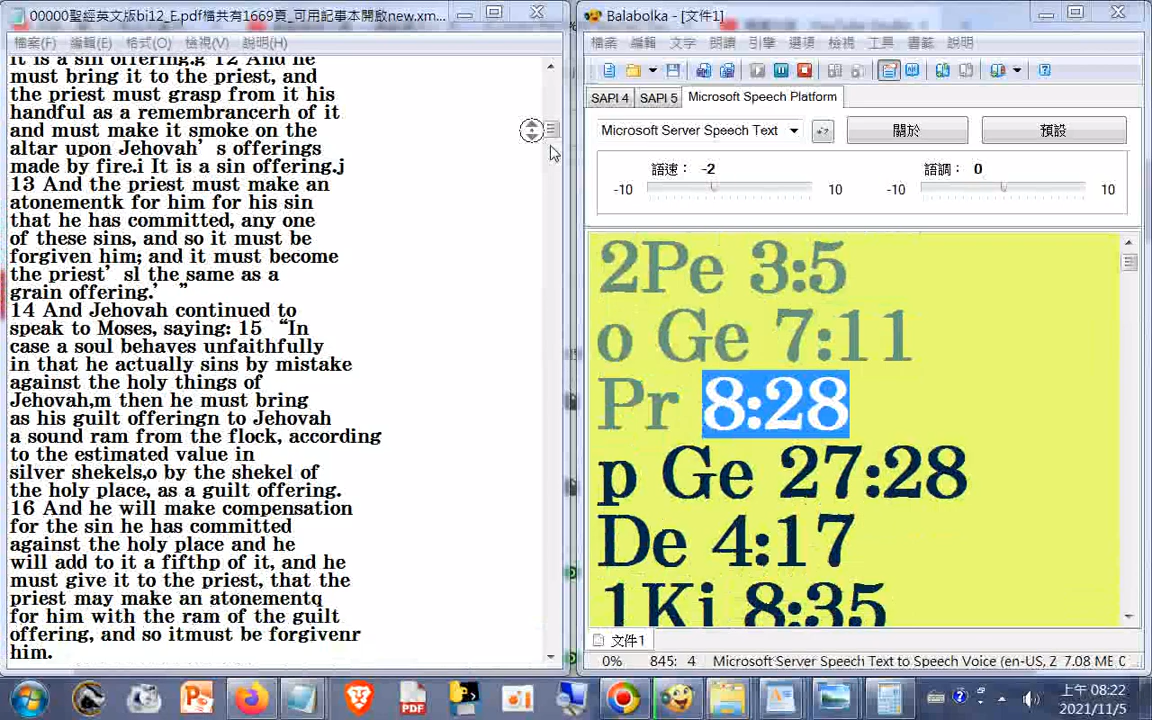 00000聖經英文版bi12_E.pdf檔共有1669頁_可用記事本開啟new.xm...
檔案(F) 編輯(E) 格式(O) 檢視(V) 說明(H)
it is a sin offering.g 12 And he
must bring it to the priest, and
the priest must grasp from it his
handful as a remembrancerh of it
and must make it smoke on the
altar upon Jehovah’s offerings
made by fire.i It is a sin offering.j
13 And the priest must make an
atonementk for him for his sin
that he has committed, any one
of these sins, and so it must be
forgiven him; and it must become
the priest’sl the same as a
grain offering.’”
14 And Jehovah continued to
speak to Moses, saying: 15 “In
case a soul behaves unfaithfully
in that he actually sins by mistake
against the holy things of
Jehovah,m then he must bring
as his guilt offeringn to Jehovah
a sound ram from the flock, according
to the estimated value in
silver shekels,o by the shekel of
the holy place, as a guilt offering.
16 And he will make compensation
for the sin he has committed
against the holy place and he
will add to it a fifthp of it, and he
must give it to the priest, that the
priest may make an atonementq
for him with the ram of the guilt
offering, and so itmust be forgivenr
him.
Balabolka - [文件1]
檔案 編輯 文字 朗讀 引擎 選項 檢視 工具 書籤 說明
SAPI 4 SAPI 5 Microsoft Speech Platform
Microsoft Server Speech Text 關於 預設
語速: -2 語調: 0
-10 10 -10 10
2Pe 3:5
o Ge 7:11
Pr 8:28
p Ge 27:28
De 4:17
1Ki 8:35
文件1
0% 845: 4 Microsoft Server Speech Text to Speech Voice (en-US, 2 7.08 ME 0
PDF
上午 08:22
2021/11/5